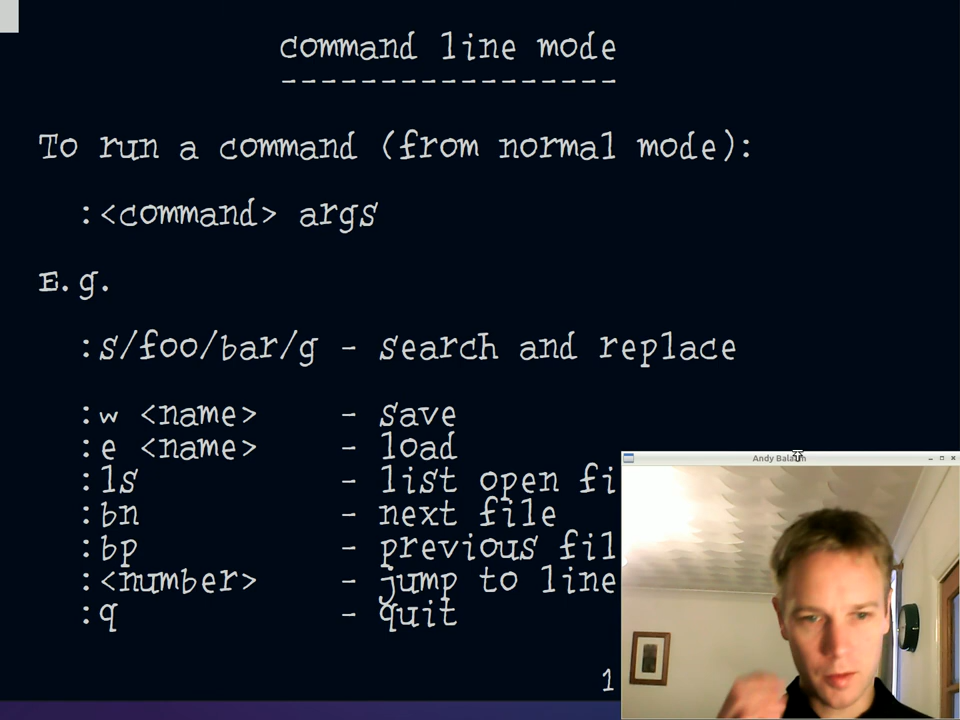 command line mode
-----------------
To run a command (from normal mode):
:<command> args
E.g.
:s/foo/bar/g - search and replace
:w <name> - save
:e <name> - load
:ls - list open fi
:bn - next file
:bp - previous fil
:<number> - jump to line
:q - quit
1
Andy